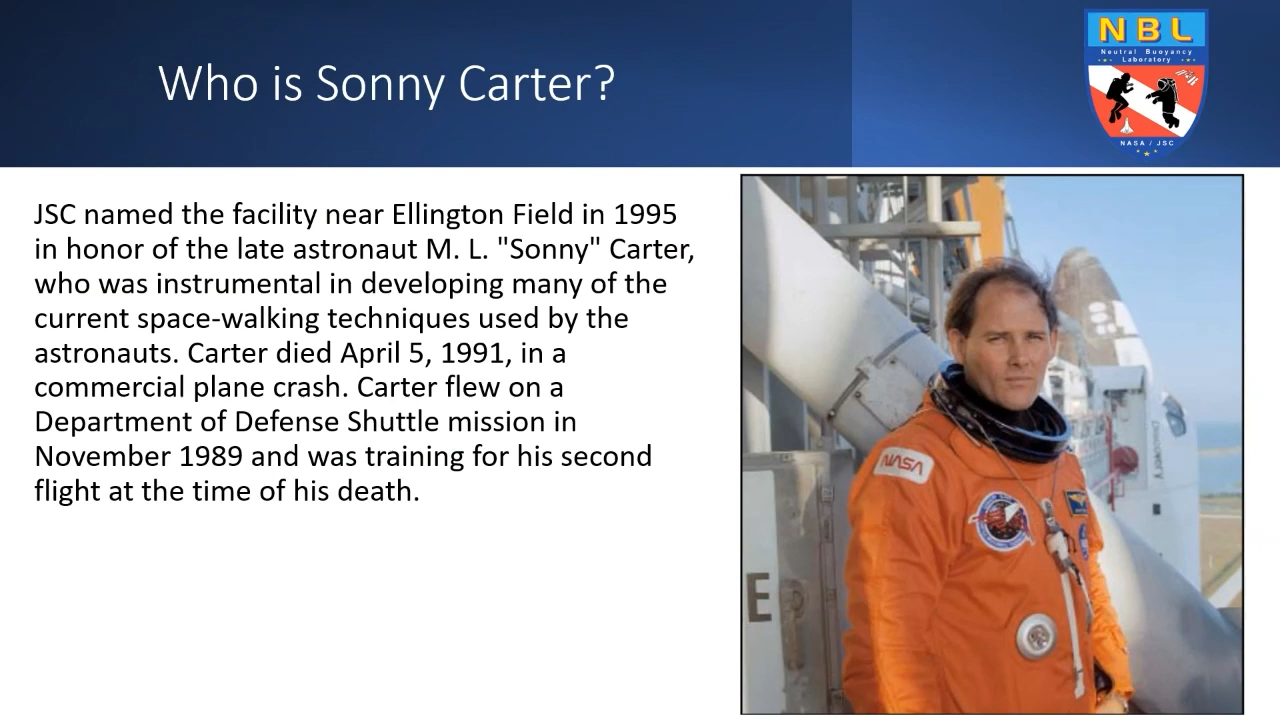 Who is Sonny Carter?
NBL
Neutral Buoyancy
Laboratory
NASA / JSC
JSC named the facility near Ellington Field in 1995
in honor of the late astronaut M. L. "Sonny" Carter,
who was instrumental in developing many of the
current space-walking techniques used by the
astronauts. Carter died April 5, 1991, in a
commercial plane crash. Carter flew on a
Department of Defense Shuttle mission in
November 1989 and was training for his second
flight at the time of his death.
NASA
E
Discovery